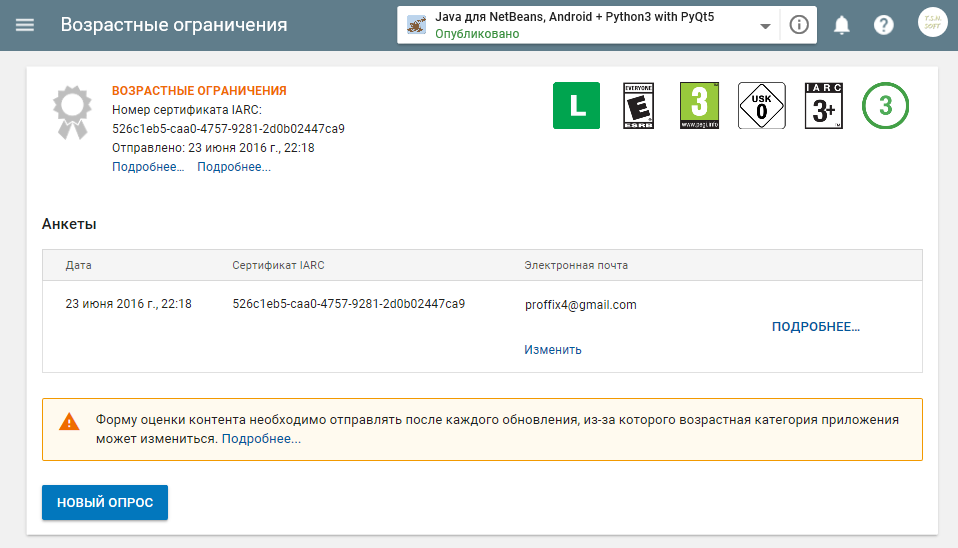 Возрастные ограничения
Java для NetBeans, Android + Python3 with PyQt5
Опубликовано
T.S.H. SOFT
ВОЗРАСТНЫЕ ОГРАНИЧЕНИЯ
Номер сертификата IARC:
526c1eb5-caa0-4757-9281-2d0b02447ca9
Отправлено: 23 июня 2016 г., 22:18
Подробнее... Подробнее...
L
EVERYONE
E
ESRB
3
www.pegi.info
USK
0
IARC
3+
3
Анкеты
Дата Сертификат IARC Электронная почта
23 июня 2016 г., 22:18 526c1eb5-caa0-4757-9281-2d0b02447ca9 proffix4@gmail.com
ПОДРОБНЕЕ...
Изменить
Форму оценки контента необходимо отправлять после каждого обновления, из-за которого возрастная категория приложения
может измениться. Подробнее...
НОВЫЙ ОПРОС